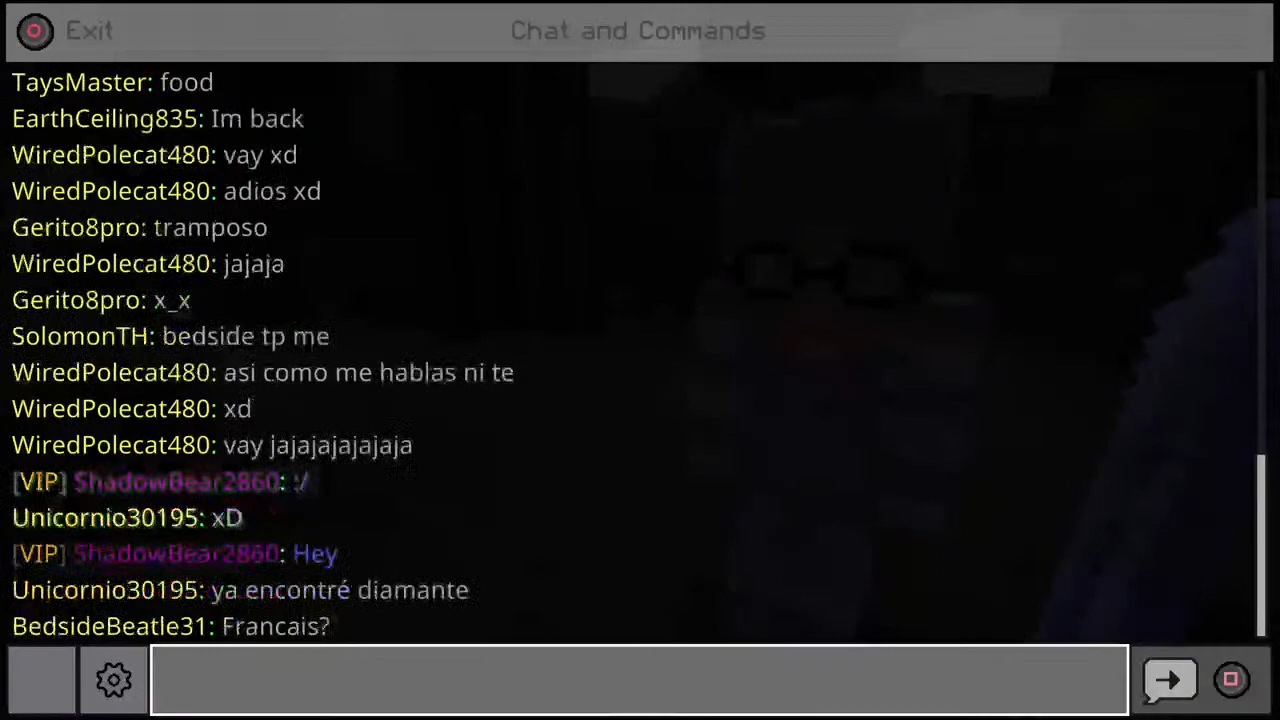 Exit
Chat and Commands
TaysMaster: food
EarthCeiling835: Im back
WiredPolecat480: vay xd
WiredPolecat480: adios xd
Gerito8pro: tramposo
WiredPolecat480: jajaja
Gerito8pro: x_x
SolomonTH: bedside tp me
WiredPolecat480: asi como me hablas ni te
WiredPolecat480: xd
WiredPolecat480: vay jajajajajajaja
[VIP] ShadowBear2860: :/
Unicornio30195: xD
[VIP] ShadowBear2860: Hey
Unicornio30195: ya encontré diamante
BedsideBeatle31: Francais?